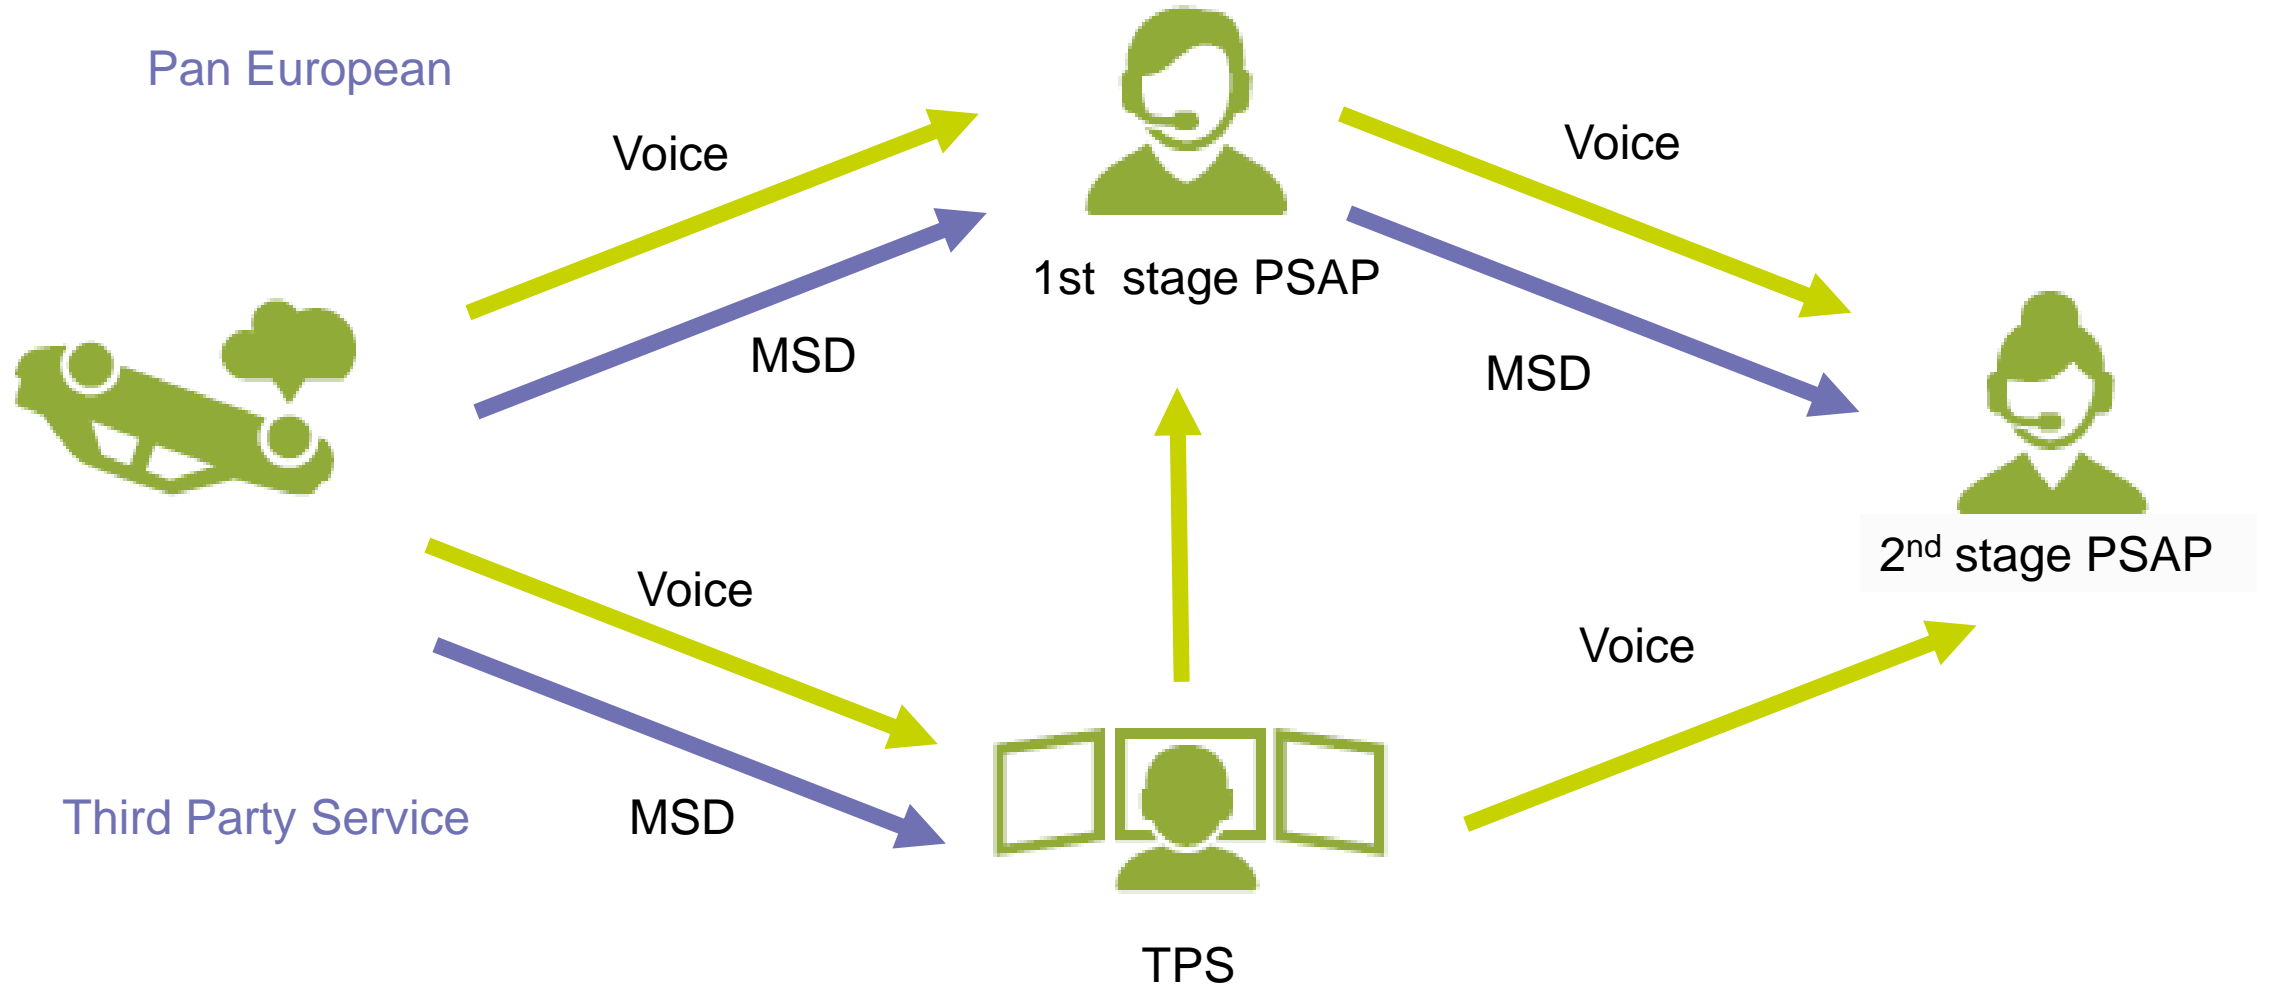 Pan European
Voice
Voice
1st  stage PSAP
MSD
MSD
2nd stage PSAP
Voice
Voice
Third Party Service
MSD
TPS